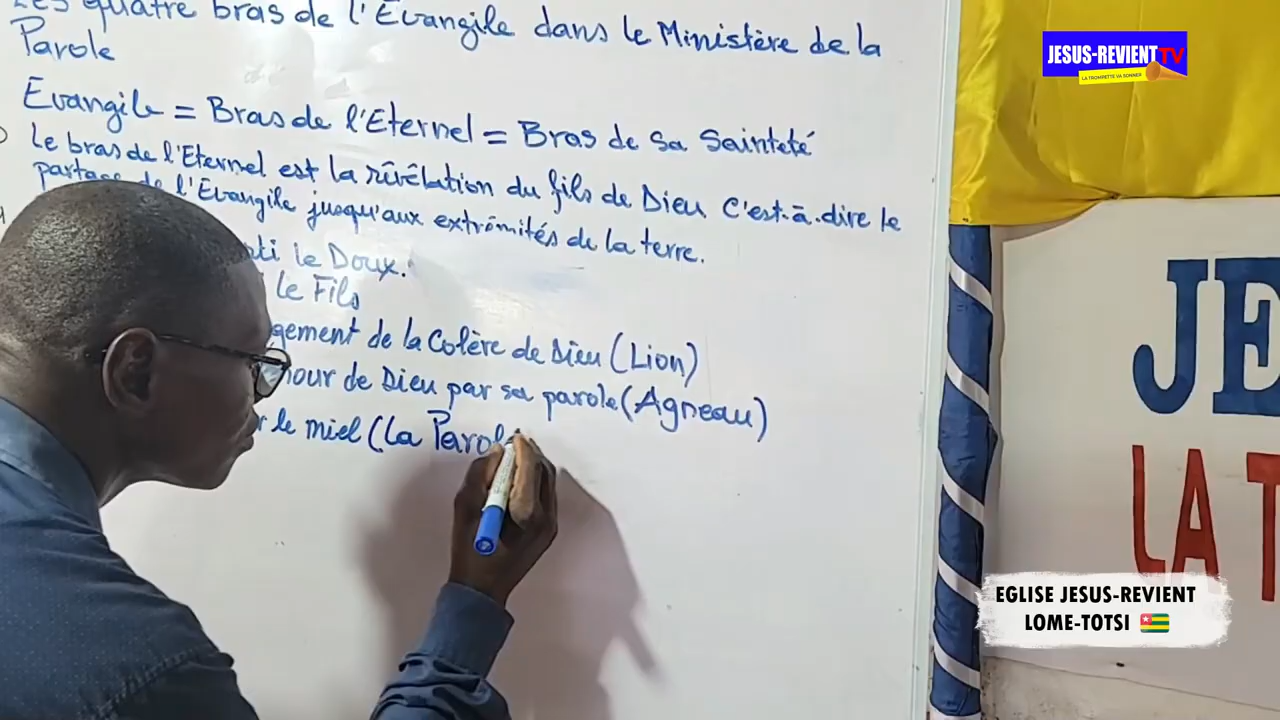 Les quatre bras de l'Evangile dans le Ministère de la
Parole
Evangile = Bras de l'Eternel = Bras de Sa Sainteté
Le bras de l'Eternel est la rêvêlation du fils de Dieu C'est-à-dire le
partage de l'Evangile jusqu'aux extrémités de la terre.
le Doux.
Le Fils
gement de la Colère de Dieu (Lion)
de Dieu par sa parole (Agneau)
le miel (La Parol
JESUS-REVIENT TV
LA TROMPETTE VA SONNER
JE
LA T
EGLISE JESUS-REVIENT
LOME-TOTSI